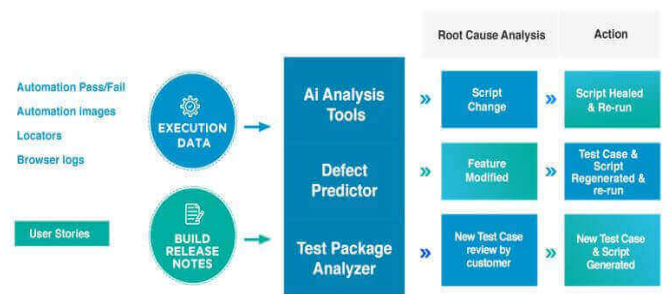 Root Cause Analysis
Action
Automation Pass/Fail
Automation images
Locators
Browser logs
EXECUTION
DATA
User Stories
BUILD
RELEASE
NOTES
Ai Analysis
Tools
Defect
Predictor
Test Package
Analyzer
Script
Change
Script Healed
& Re-run
Feature
Modified
Test Case &
Script
Regenerated &
re-run
New Test Case
review by
customer
New Test Case
& Script
Generated